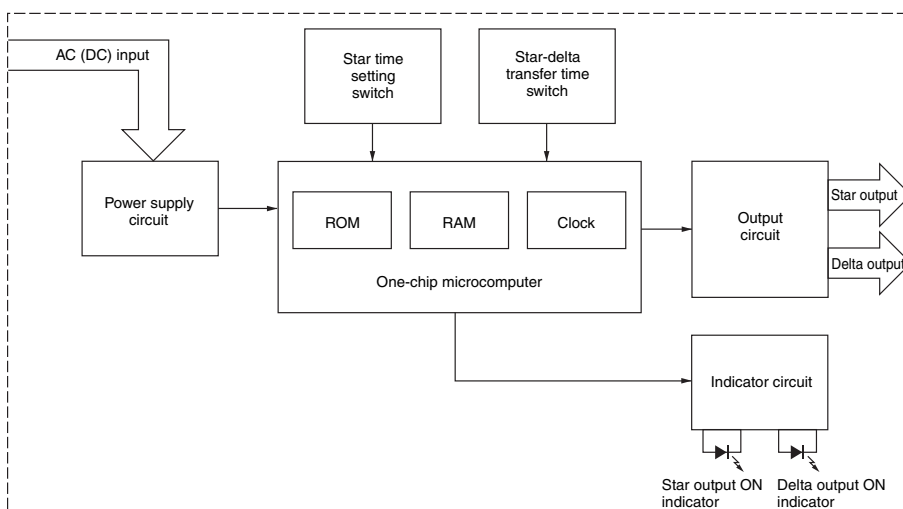 AC (DC) input
Star time
setting
switch
Star-delta
transfer time
switch
Power supply
circuit
ROM
RAM
Clock
One-chip microcomputer
Output
circuit
Star output
Delta output
Indicator circuit
Star output ON
indicator
Delta output ON
indicator